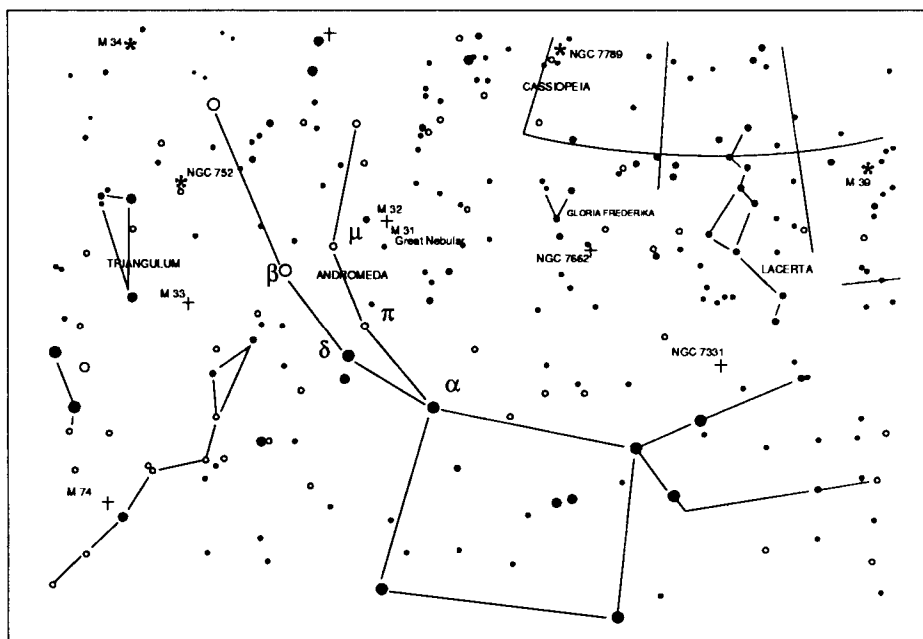 M 34
NGC 7789
CASSIOPEIA
NGC 752
M 39
M 32
M 31
Great Nebular
GLORIA FREDERIKA
μ
NGC 7662
TRIANGULUM
β
ANDROMEDA
LACERTA
M 33
π
δ
NGC 7331
α
M 74